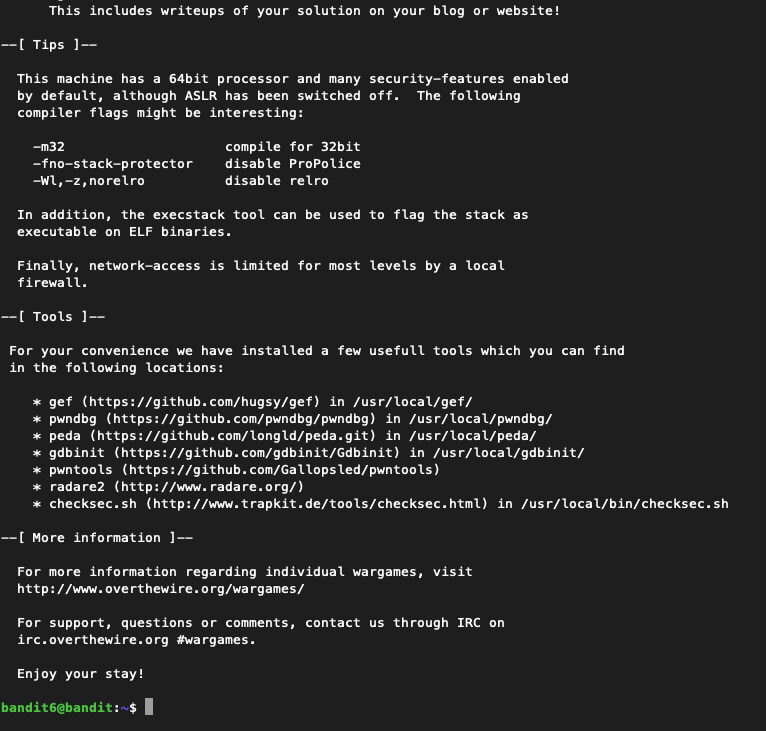 This includes writeups of your solution on your blog or website!
--[ Tips ]--
This machine has a 64bit processor and many security-features enabled
by default, although ASLR has been switched off.  The following
compiler flags might be interesting:
-m32                    compile for 32bit
-fno-stack-protector    disable ProPolice
-Wl,-z,norelro          disable relro
In addition, the execstack tool can be used to flag the stack as
executable on ELF binaries.
Finally, network-access is limited for most levels by a local
firewall.
--[ Tools ]--
For your convenience we have installed a few usefull tools which you can find
in the following locations:
* gef (https://github.com/hugsy/gef) in /usr/local/gef/
* pwndbg (https://github.com/pwndbg/pwndbg) in /usr/local/pwndbg/
* peda (https://github.com/longld/peda.git) in /usr/local/peda/
* gdbinit (https://github.com/gdbinit/Gdbinit) in /usr/local/gdbinit/
* pwntools (https://github.com/Gallopsled/pwntools)
* radare2 (http://www.radare.org/)
* checksec.sh (http://www.trapkit.de/tools/checksec.html) in /usr/local/bin/checksec.sh
--[ More information ]--
For more information regarding individual wargames, visit
http://www.overthewire.org/wargames/
For support, questions or comments, contact us through IRC on
irc.overthewire.org #wargames.
Enjoy your stay!
bandit6@bandit:~$